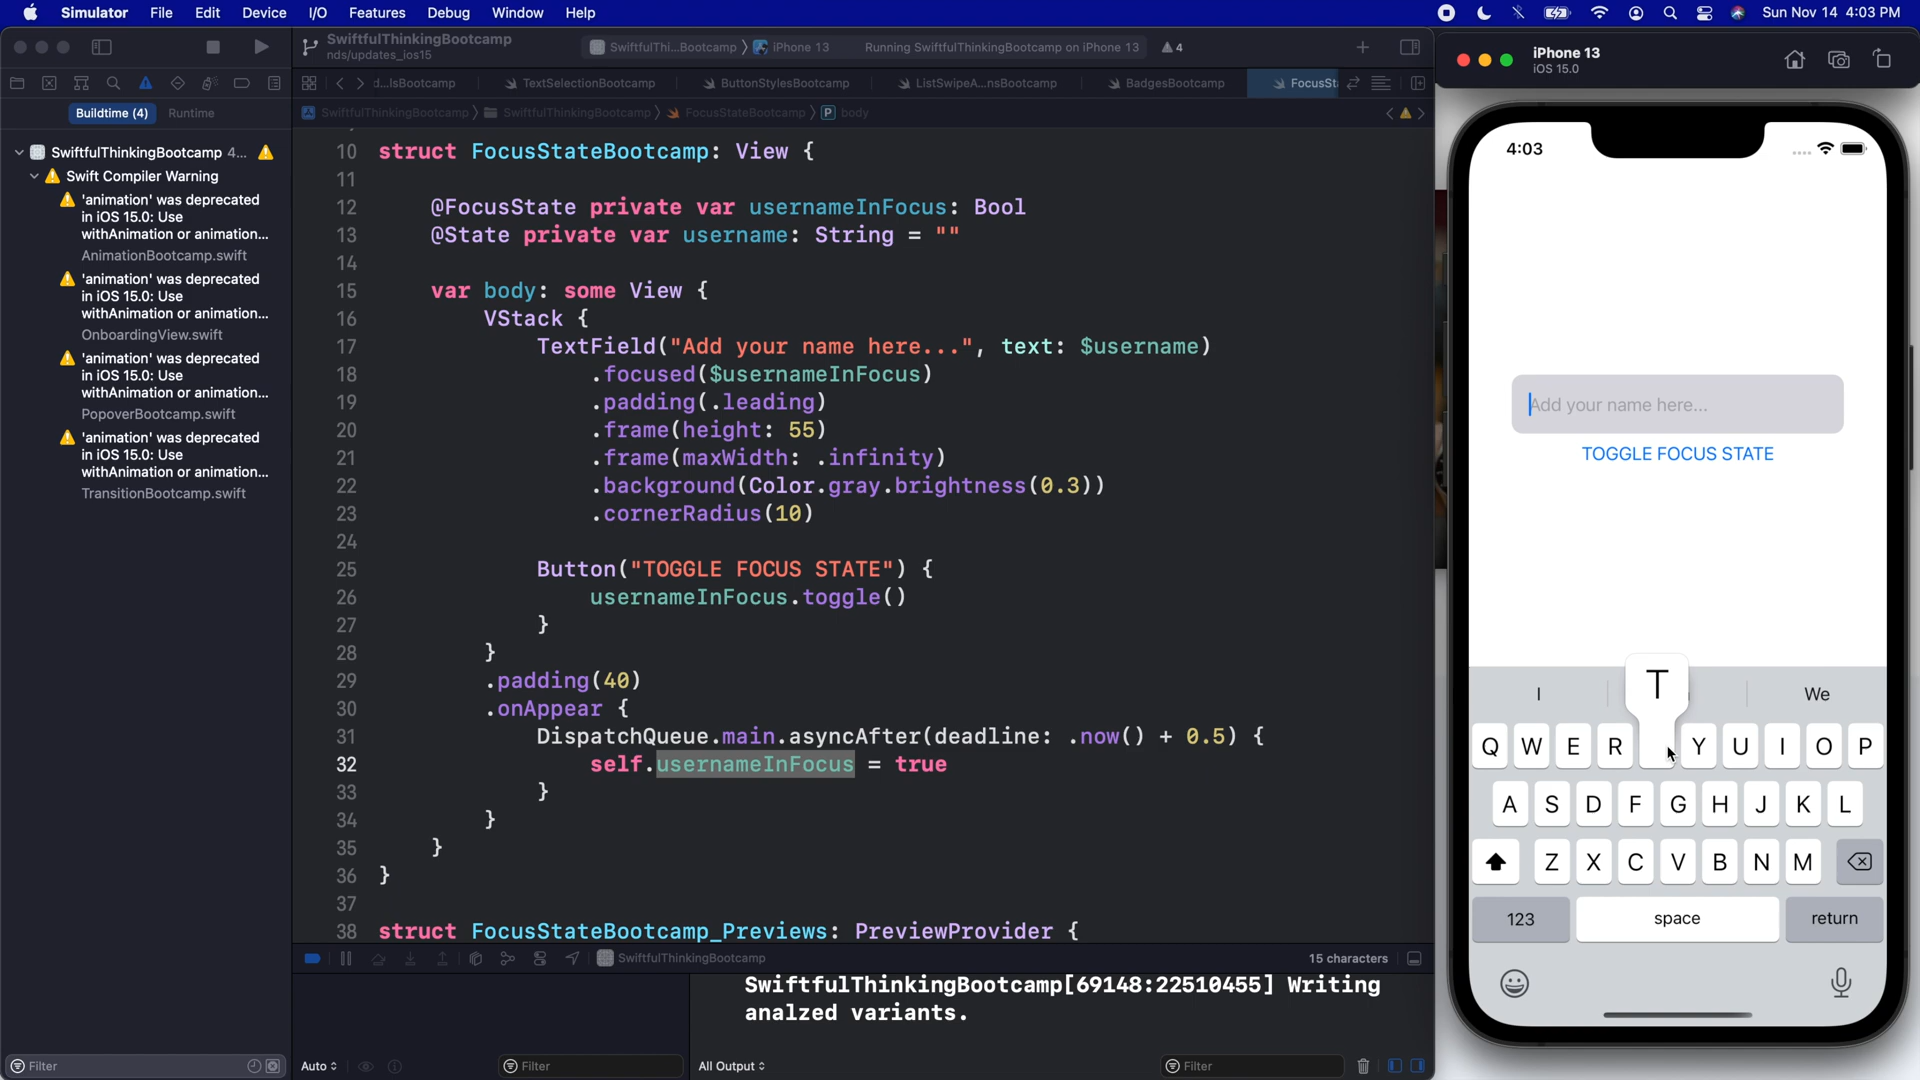 Simulator File Edit Device I/O Features Debug Window Help Sun Nov 14 4:03 PM
SwiftfulThinkingBootcamp
nds/updates_ios15
SwiftfulThi...Bootcamp iPhone 13 Running SwiftfulThinkingBootcamp on iPhone 13 4
d...lsBootcamp TextSelectionBootcamp ButtonStylesBootcamp ListSwipeA...nsBootcamp BadgesBootcamp FocusSt
Buildtime (4) Runtime
SwiftfulThinkingBootcamp SwiftfulThinkingBootcamp FocusStateBootcamp P body
SwiftfulThinkingBootcamp 4...
Swift Compiler Warning
'animation' was deprecated
in iOS 15.0: Use
withAnimation or animation...
AnimationBootcamp.swift
'animation' was deprecated
in iOS 15.0: Use
withAnimation or animation...
OnboardingView.swift
'animation' was deprecated
in iOS 15.0: Use
withAnimation or animation...
PopoverBootcamp.swift
'animation' was deprecated
in iOS 15.0: Use
withAnimation or animation...
TransitionBootcamp.swift
Filter
10 struct FocusStateBootcamp: View {
11
12 @FocusState private var usernameInFocus: Bool
13 @State private var username: String = ""
14
15 var body: some View {
16 VStack {
17 TextField("Add your name here...", text: $username)
18 .focused($usernameInFocus)
19 .padding(.leading)
20 .frame(height: 55)
21 .frame(maxWidth: .infinity)
22 .background(Color.gray.brightness(0.3))
23 .cornerRadius(10)
24
25 Button("TOGGLE FOCUS STATE") {
26 usernameInFocus.toggle()
27 }
28 }
29 .padding(40)
30 .onAppear {
31 DispatchQueue.main.asyncAfter(deadline: .now() + 0.5) {
32 self.usernameInFocus = true
33 }
34 }
35 }
36 }
37
38 struct FocusStateBootcamp_Previews: PreviewProvider {
SwiftfulThinkingBootcamp 15 characters
SwiftfulThinkingBootcamp[69148:22510455] Writing
analzed variants.
Auto Filter All Output Filter
iPhone 13
iOS 15.0
4:03
Add your name here...
TOGGLE FOCUS STATE
I T We
Q W E R Y U I O P
A S D F G H J K L
Z X C V B N M
123 space return